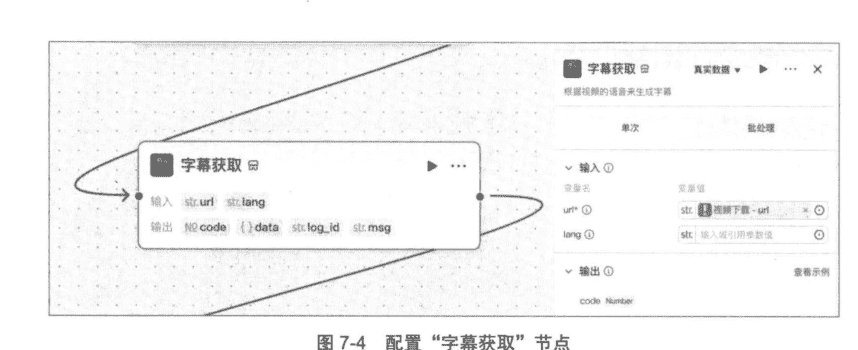 字幕获取
输入 str.url str.lang
输出 №code {}data str.log_id str.msg
字幕获取 真实数据
根据视频的语音来生成字幕
单次 批处理
输入
变量名 变量值
url* str. 视频下载 - url ×
lang str. 输入或引用参数值
输出 查看示例
code Number
图 7-4 配置“字幕获取”节点